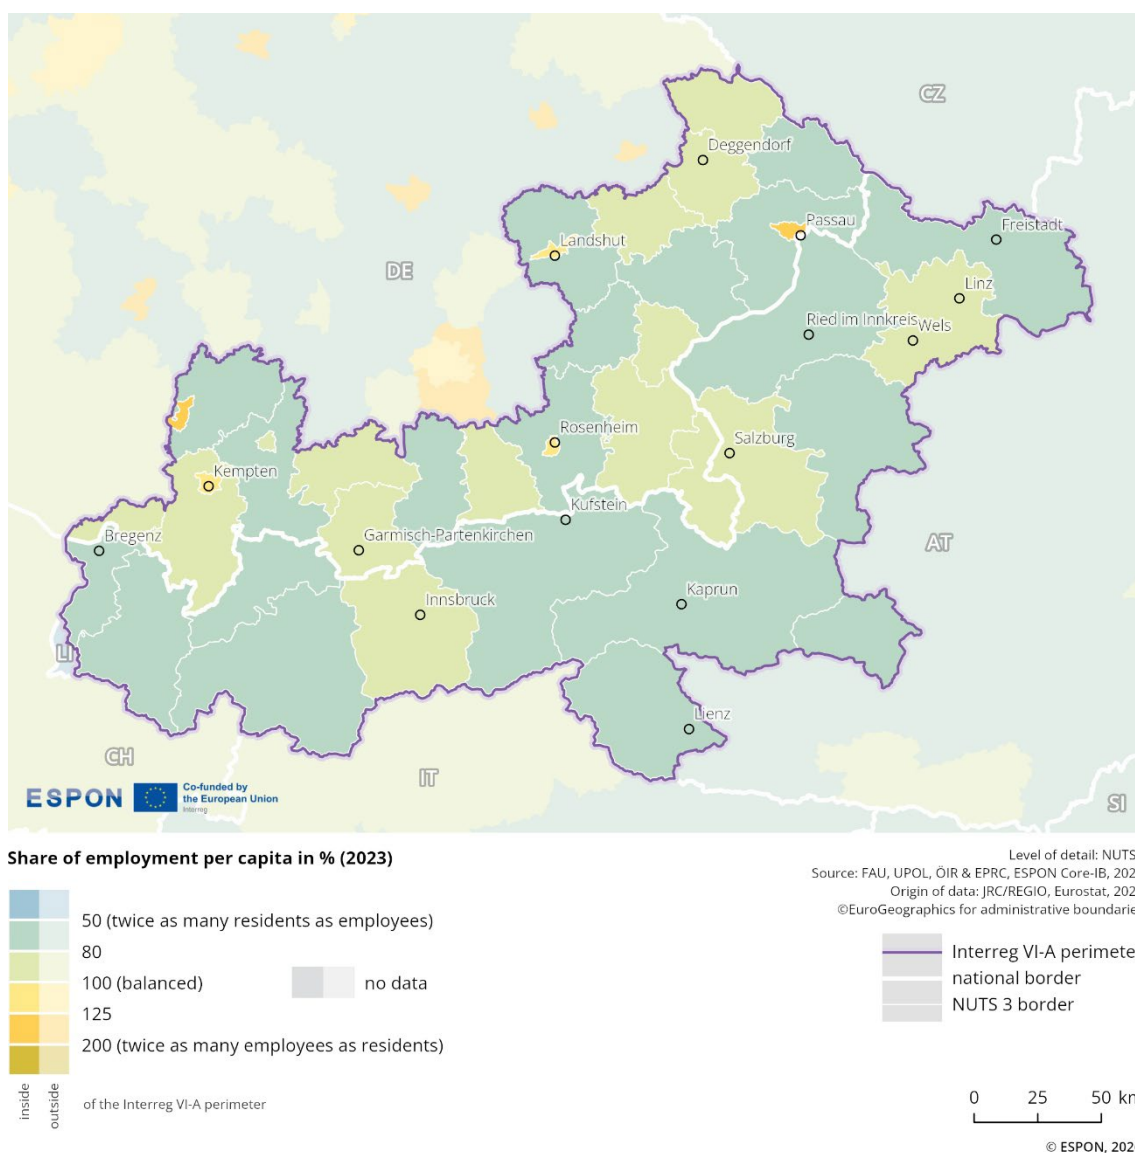 CZ
Deggendorf
Freistadt
Passau
Landshut
DE
Linz
Ried im Innkreis
Wels
Rosenheim
Salzburg
Kempten
Kufstein
Bregenz
Garmisch-Partenkirchen
AT
Kaprun
Innsbruck
LI
Lienz
CH
IT
SI
ESPON
Co-funded by
the European Union
Interreg
Share of employment per capita in % (2023)
50 (twice as many residents as employees)
80
100 (balanced)
125
200 (twice as many employees as residents)
no data
inside
outside
of the Interreg VI-A perimeter
Level of detail: NUTS
Source: FAU, UPOL, ÖIR & EPRC, ESPON Core-IB, 202
Origin of data: JRC/REGIO, Eurostat, 202
©EuroGeographics for administrative boundarie
Interreg VI-A perimete
national border
NUTS 3 border
0 25 50 km
© ESPON, 202